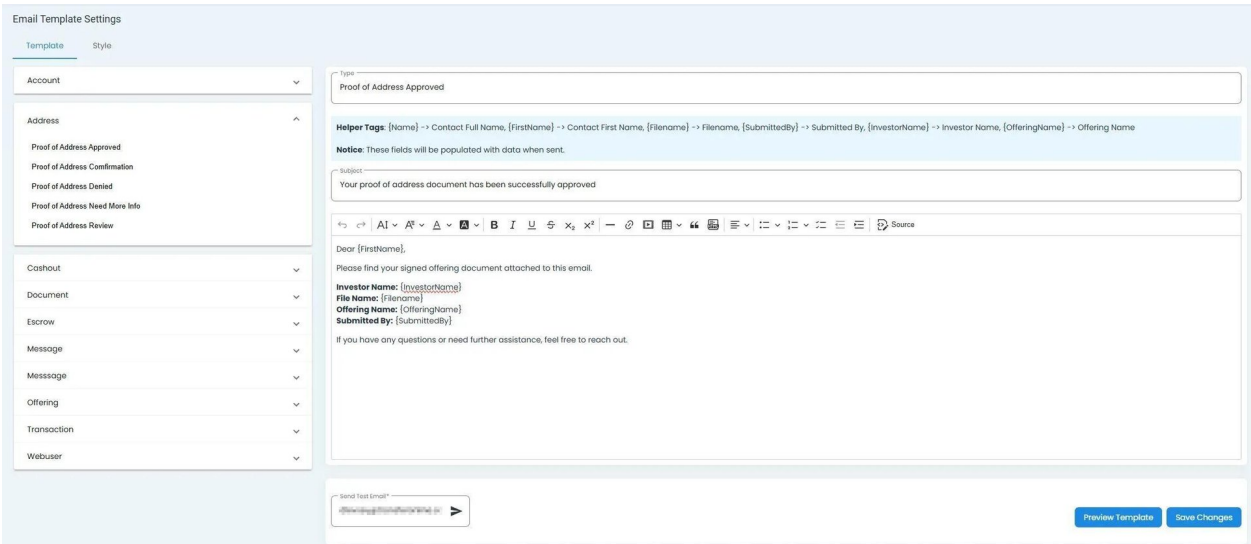 Email Template Settings
Template
Style
Account
Address
Proof of Address Approved
Proof of Address Comfirmation
Proof of Address Denied
Proof of Address Need More Info
Proof of Address Review
Cashout
Document
Escrow
Message
Messsage
Offering
Transaction
Webuser
Type
Proof of Address Approved
Helper Tags: {Name} -> Contact Full Name, {FirstName} -> Contact First Name, {Filename} -> Filename, {SubmittedBy} -> Submitted By, {InvestorName} -> Investor Name, {OfferingName} -> Offering Name
Notice: These fields will be populated with data when sent.
Subject
Your proof of address document has been successfully approved
Source
Dear {FirstName},
Please find your signed offering document attached to this email.
Investor Name: {InvestorName}
File Name: {Filename}
Offering Name: {OfferingName}
Submitted By: {SubmittedBy}
If you have any questions or need further assistance, feel free to reach out.
Send Test Email*
Preview Template
Save Changes